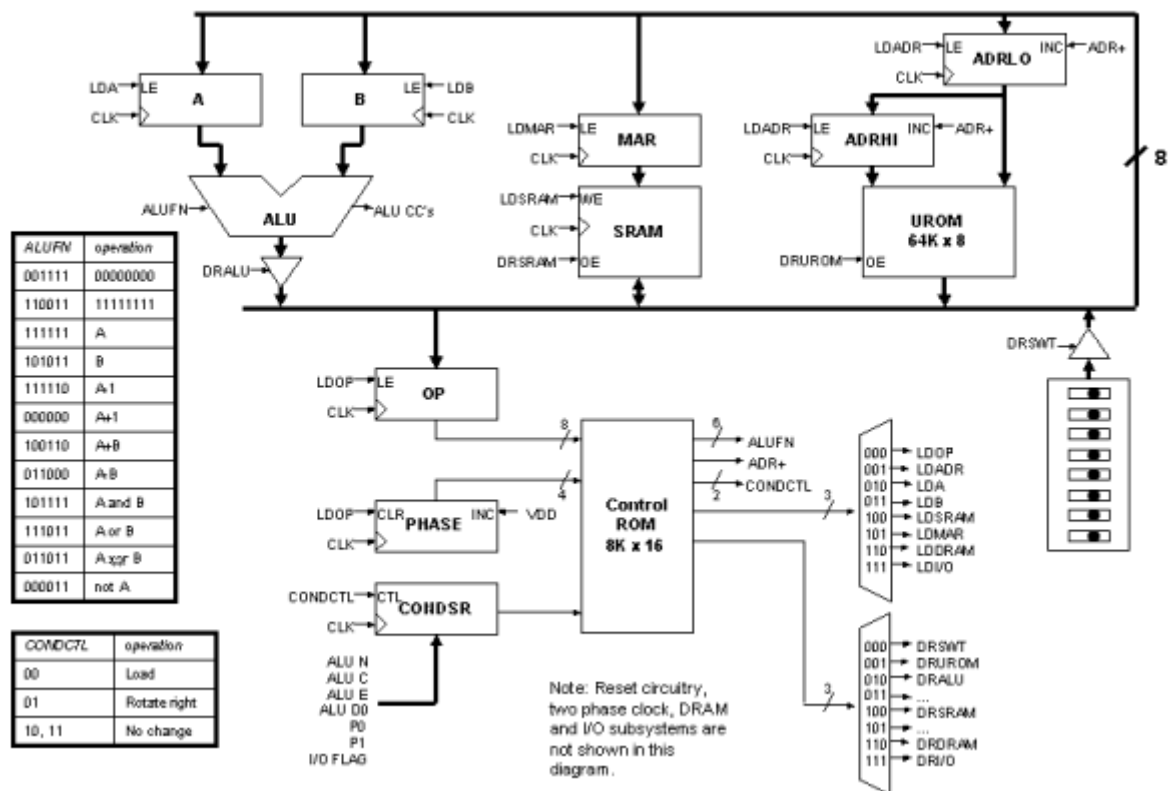 LDADR LE ADRLO INC ADR+
CLK
LDA LE A
CLK
B LE LDB
CLK
LDMAR LE MAR
CLK
LDADR LE ADRHI INC ADR+
CLK
8
ALUFN ALU ALU CC's
LDSRAM WE
CLK SRAM
DRSRAM OE
UROM
64K x 8
DRUROM OE
DRALU
DRSWT
ALUFN operation
001111 00000000
110011 11111111
111111 A
101011 B
111110 A-1
000000 A+1
100110 A+B
011000 A-B
101111 A and B
111011 A or B
011011 A xor B
000011 not A
LDOP LE OP
CLK
8
4
LDOP CLR PHASE INC VDD
CLK
CONDCTL CTL CONDSR
CLK
Control
ROM
8K x 16
6 ALUFN
ADR+
2 CONDCTL
3
3
000 LDOP
001 LDADR
010 LDA
011 LDB
100 LDSRAM
101 LDMAR
110 LDDRAM
111 LDI/O
000 DRSWT
001 DRUROM
010 DRALU
011 ...
100 DRSRAM
101 ...
110 DRDRAM
111 DRI/O
CONDCTL operation
00 Load
01 Rotate right
10, 11 No change
ALU N
ALU C
ALU E
ALU D0
P0
P1
I/O FLAG
Note: Reset circuitry,
two phase clock, DRAM
and I/O subsystems are
not shown in this
diagram.